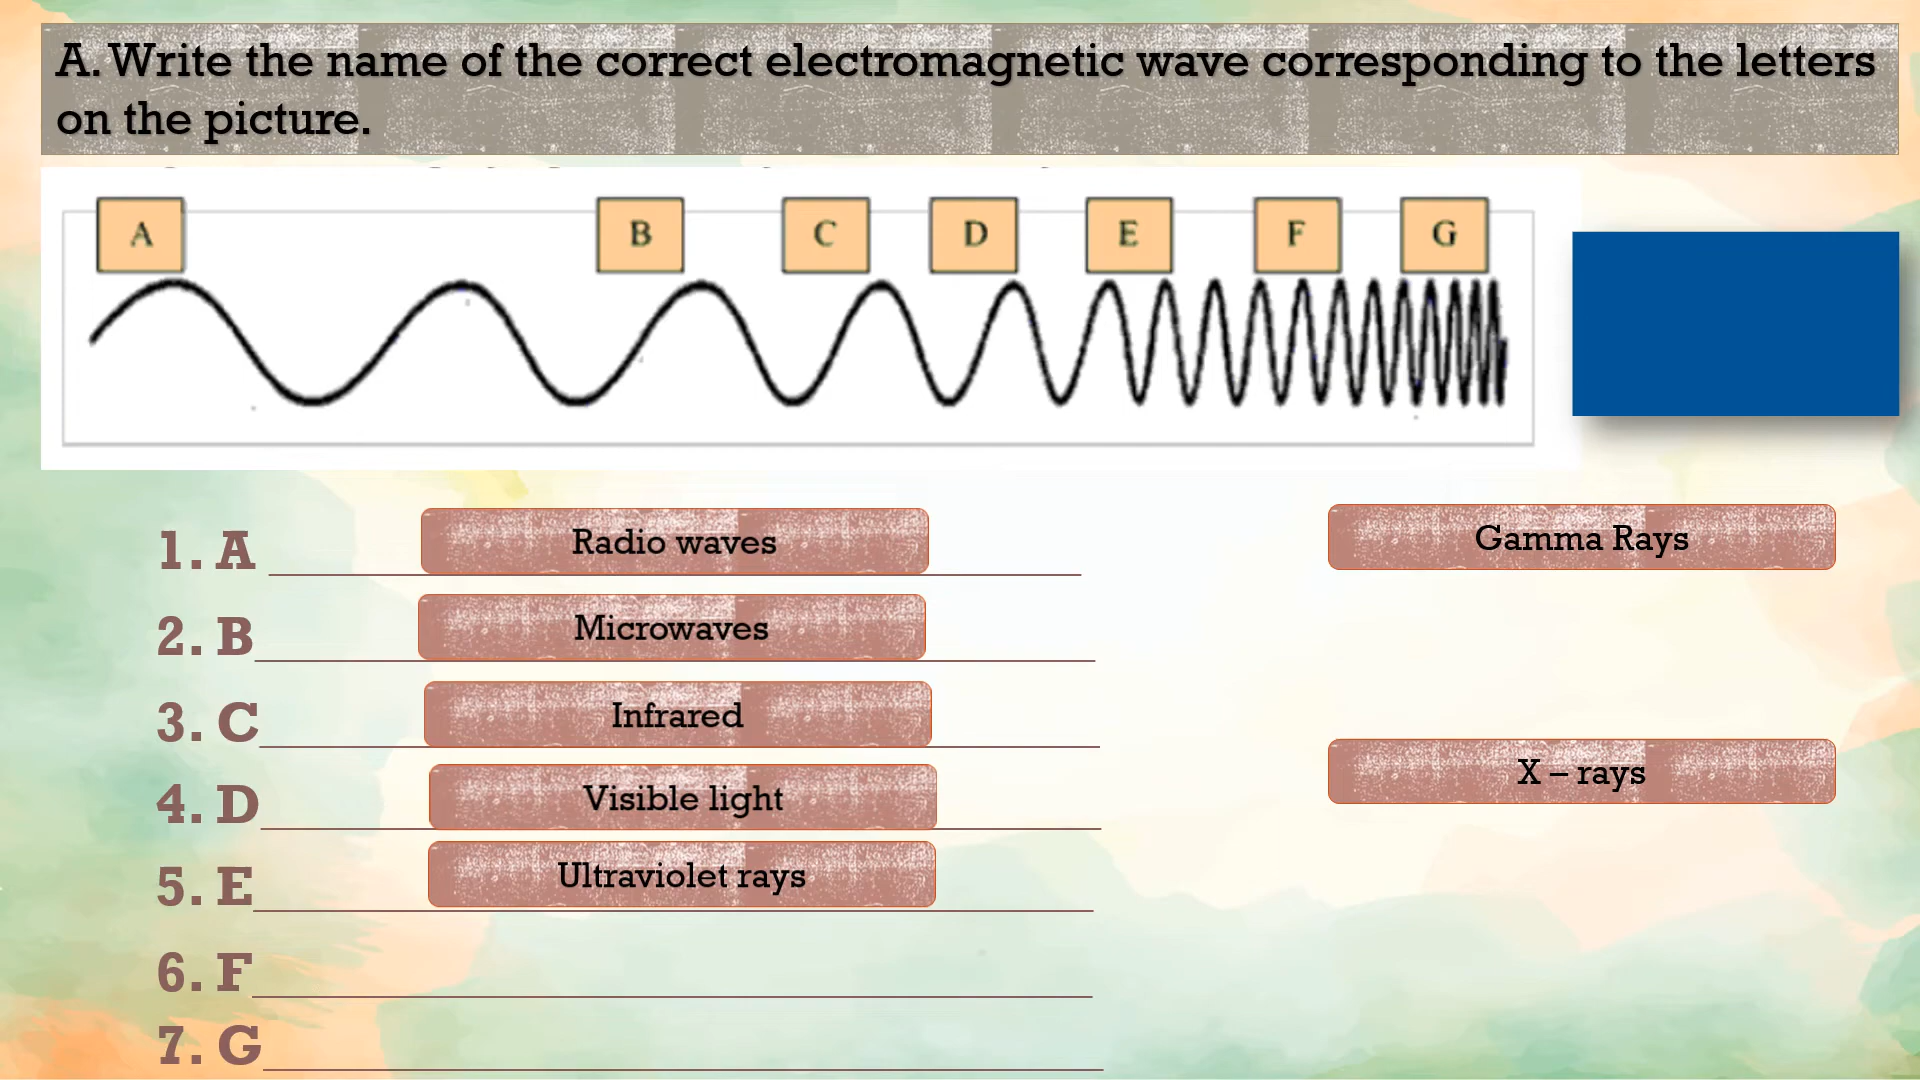 A. Write the name of the correct electromagnetic wave corresponding to the letters
on the picture.
A B C D E F G
1. A Radio waves
Gamma Rays
2. B Microwaves
3. C Infrared
4. D Visible light
X – rays
5. E Ultraviolet rays
6. F
7. G